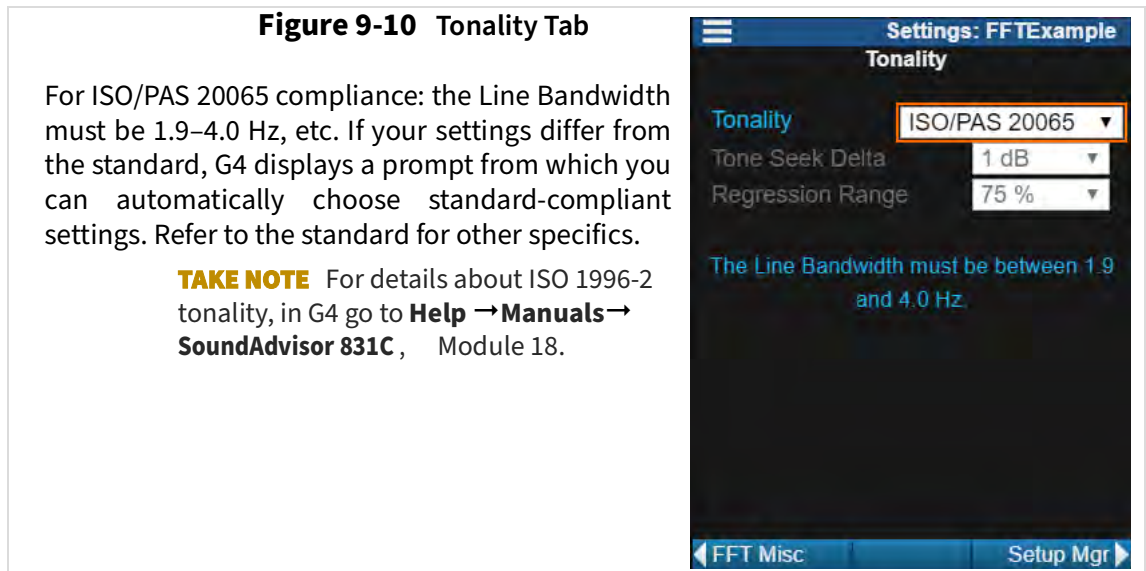 Figure 9-10 Tonality Tab
For ISO/PAS 20065 compliance: the Line Bandwidth
must be 1.9–4.0 Hz, etc. If your settings differ from
the standard, G4 displays a prompt from which you
can automatically choose standard-compliant
settings. Refer to the standard for other specifics.
TAKE NOTE For details about ISO 1996-2
tonality, in G4 go to Help →Manuals→
SoundAdvisor 831C , Module 18.
Settings: FFTExample
Tonality
Tonality ISO/PAS 20065
Tone Seek Delta 1 dB
Regression Range 75 %
The Line Bandwidth must be between 1.9
and 4.0 Hz.
FFT Misc Setup Mgr